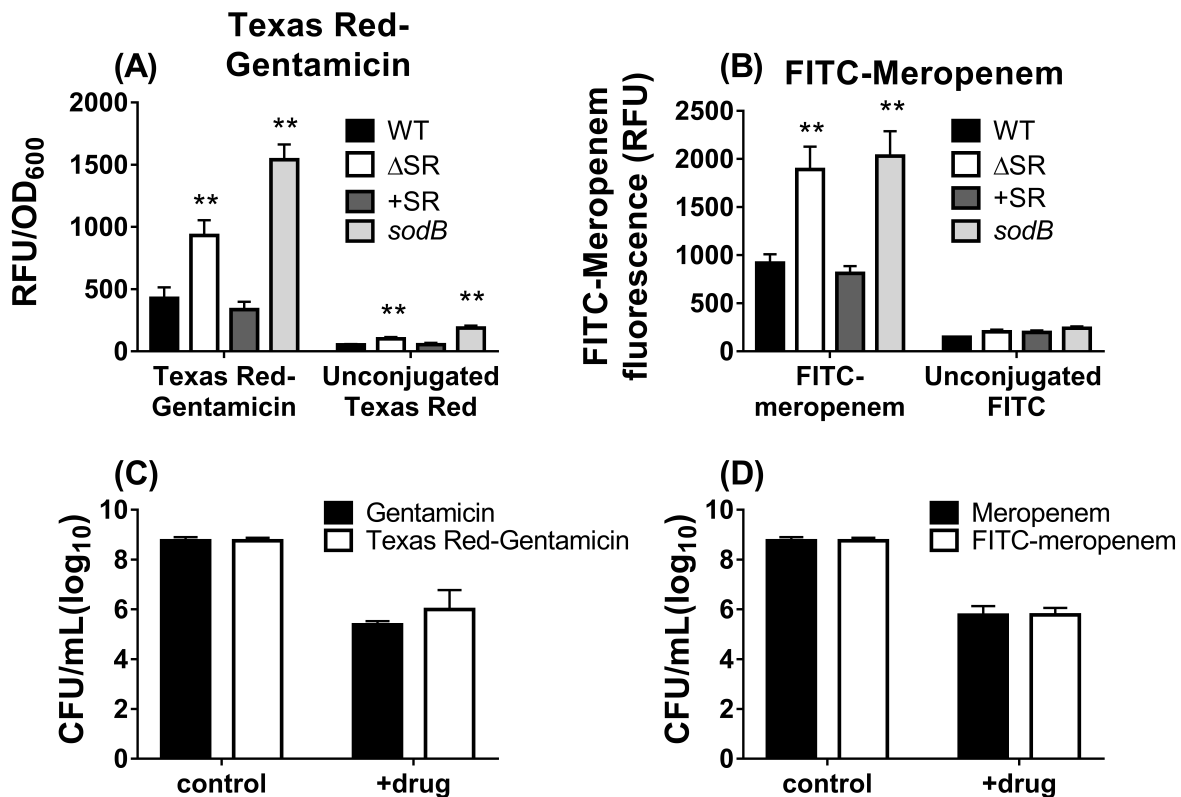 Texas Red-
Gentamicin
(A)
RFU/OD600
2000
1500
1000
500
0
**
**
**
**
WT
ΔSR
+SR
sodB
Texas Red-
Gentamicin
Unconjugated
Texas Red
(B)
FITC-Meropenem
FITC-Meropenem
fluorescence (RFU)
2500
2000
1500
1000
500
0
**
**
WT
ΔSR
+SR
sodB
FITC-
meropenem
Unconjugated
FITC
(C)
CFU/mL(log10)
10
8
6
4
2
0
Gentamicin
Texas Red-Gentamicin
control
+drug
(D)
CFU/mL(log10)
10
8
6
4
2
0
Meropenem
FITC-meropenem
control
+drug